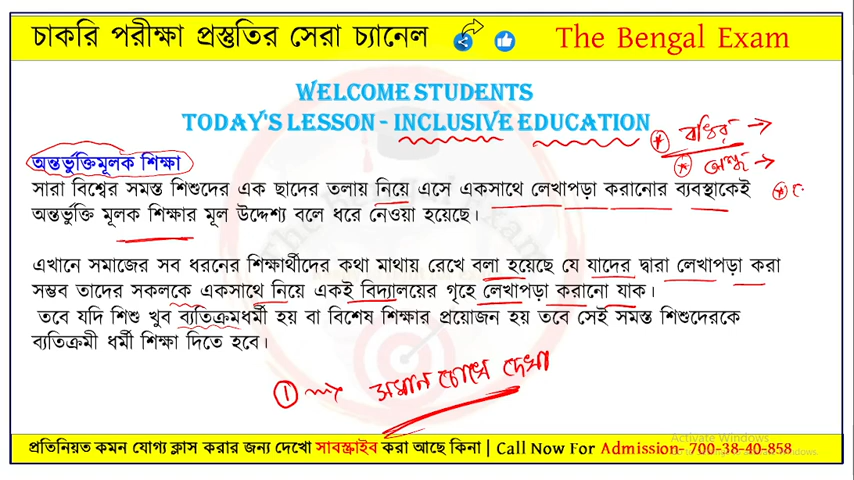 চাকরি পরীক্ষা প্রস্তুতির সেরা চ্যানেল The Bengal Exam
WELCOME STUDENTS
TODAY'S LESSON - INCLUSIVE EDUCATION
বধির →
অন্তর্ভুক্তিমূলক শিক্ষা
অন্ধ →
সারা বিশ্বের সমস্ত শিশুদের এক ছাদের তলায় নিয়ে এসে একসাথে লেখাপড়া করানোর ব্যবস্থাকেই
অন্তর্ভুক্তি মূলক শিক্ষার মূল উদ্দেশ্য বলে ধরে নেওয়া হয়েছে।
এখানে সমাজের সব ধরনের শিক্ষার্থীদের কথা মাথায় রেখে বলা হয়েছে যে যাদের দ্বারা লেখাপড়া করা
সম্ভব তাদের সকলকে একসাথে নিয়ে একই বিদ্যালয়ের গৃহে লেখাপড়া করানো যাক।
তবে যদি শিশু খুব ব্যতিক্রমধর্মী হয় বা বিশেষ শিক্ষার প্রয়োজন হয় তবে সেই সমস্ত শিশুদেরকে
ব্যতিক্রমী ধর্মী শিক্ষা দিতে হবে।
1 → সমান চোখে দেখা
প্রতিনিয়ত কমন যোগ্য ক্লাস করার জন্য দেখো সাবস্ক্রাইব করা আছে কিনা | Call Now For Admission- 700-38-40-858
Activate Windows